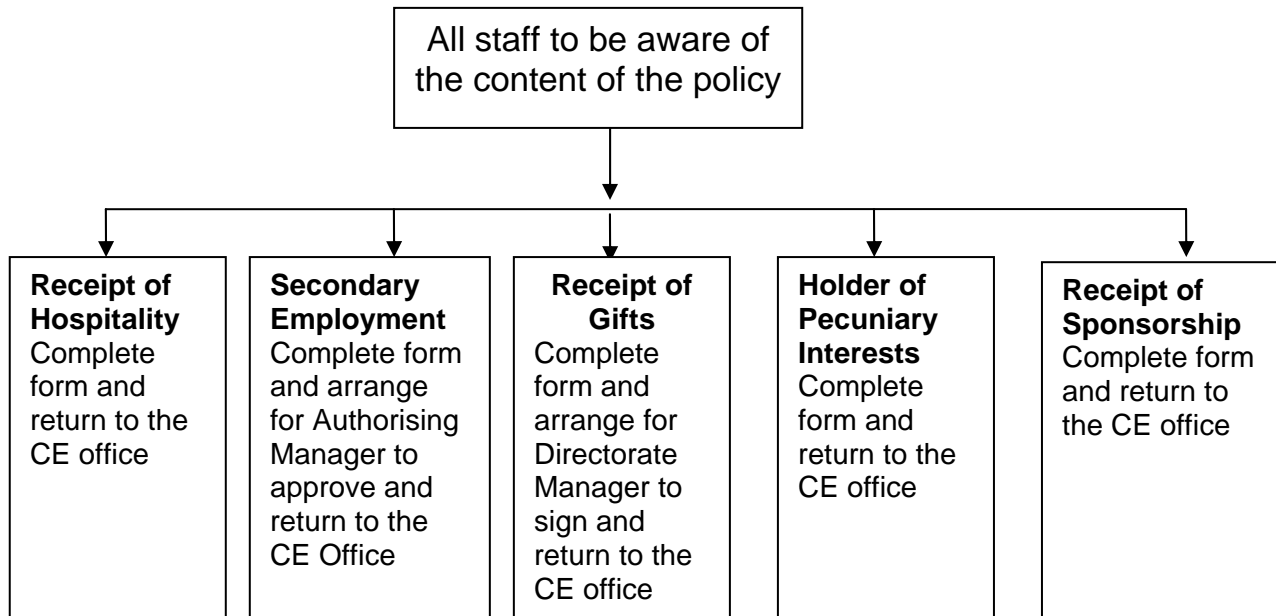 All staff to be aware of
the content of the policy
Receipt of
Hospitality
Complete
form and
return to the
CE office
Secondary
Employment
Complete form
and arrange
for Authorising
Manager to
approve and
return to the
CE Office
Receipt of
Gifts
Complete
form and
arrange for
Directorate
Manager to
sign and
return to the
CE office
Holder of
Pecuniary
Interests
Complete
form and
return to the
CE office
Receipt of
Sponsorship
Complete form
and return to
the CE office